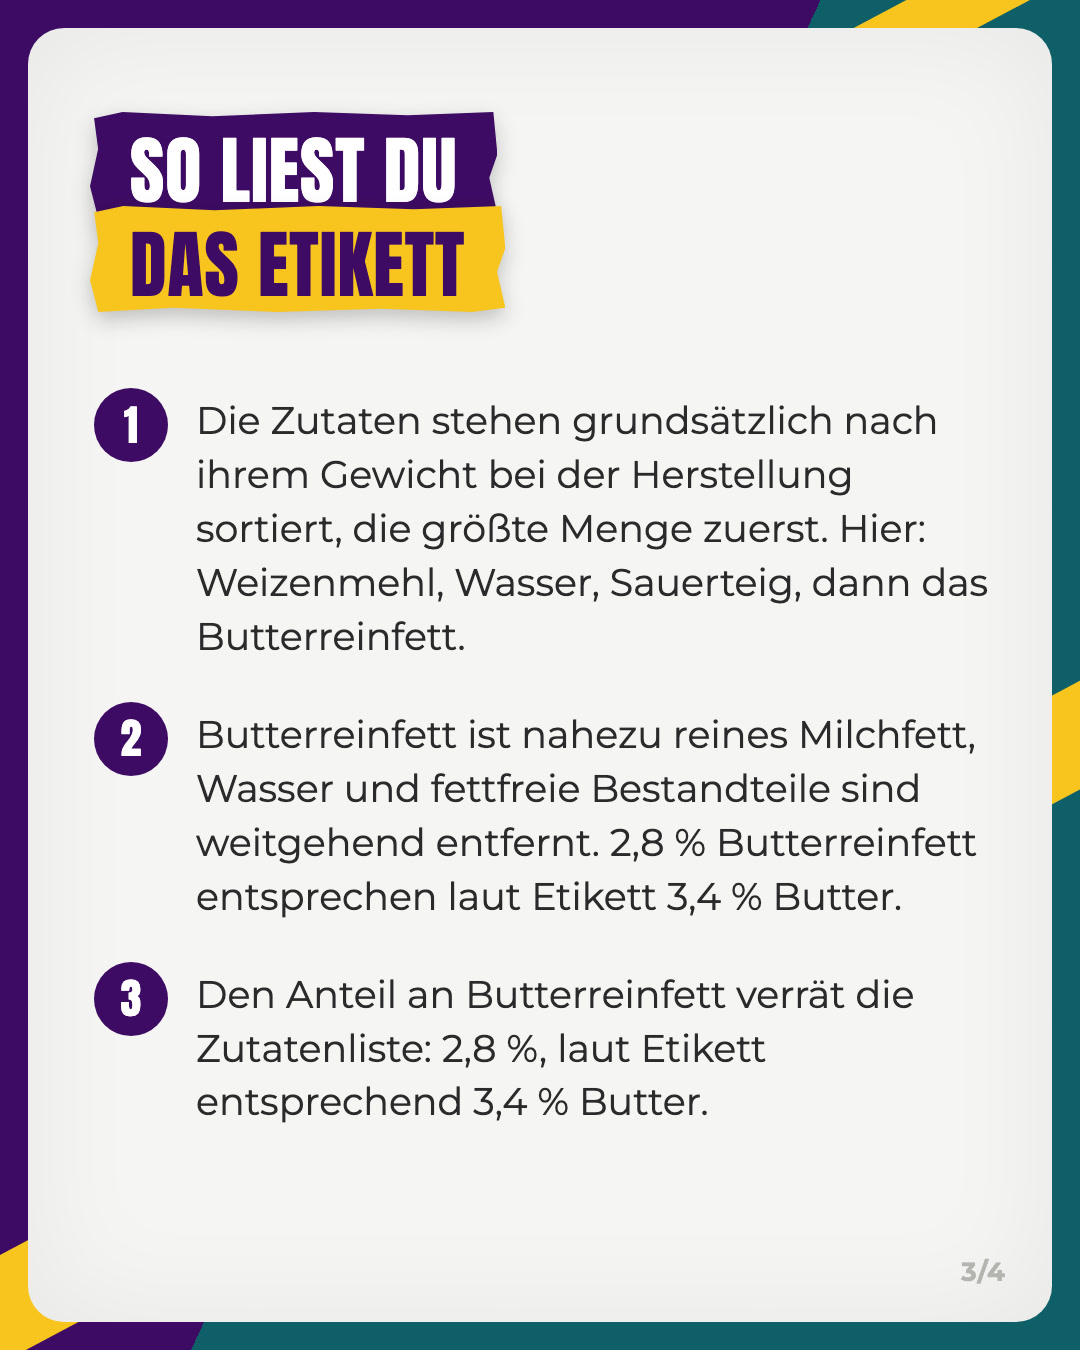 SO LIEST DU
DAS ETIKETT
1
Die Zutaten stehen grundsätzlich nach
ihrem Gewicht bei der Herstellung
sortiert, die größte Menge zuerst. Hier:
Weizenmehl, Wasser, Sauerteig, dann das
Butterreinfett.
2
Butterreinfett ist nahezu reines Milchfett,
Wasser und fettfreie Bestandteile sind
weitgehend entfernt. 2,8 % Butterreinfett
entsprechen laut Etikett 3,4 % Butter.
3
Den Anteil an Butterreinfett verrät die
Zutatenliste: 2,8 %, laut Etikett
entsprechend 3,4 % Butter.
3/4